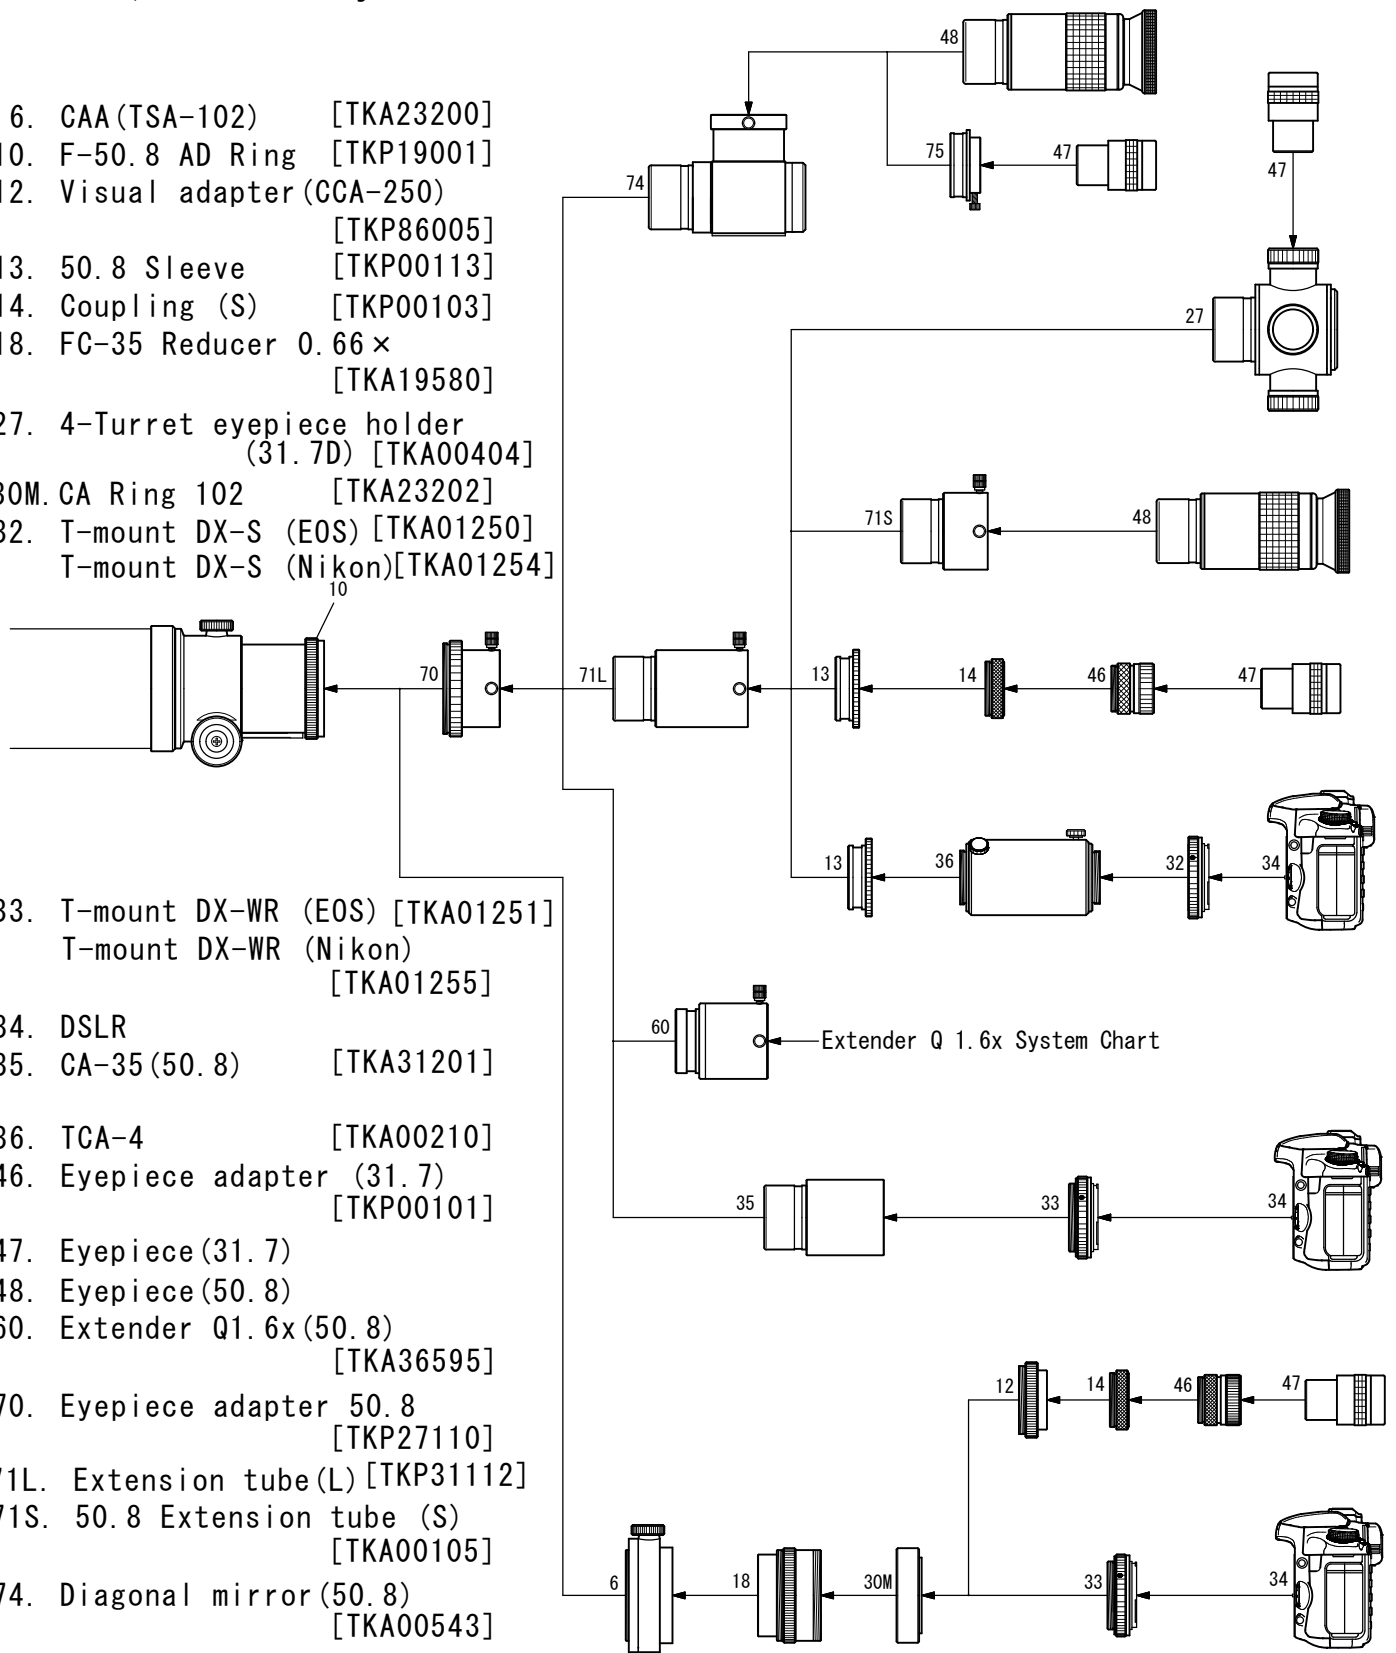 6. CAA(TSA-102) [TKA23200]
10. F-50.8 AD Ring [TKP19001]
12. Visual adapter(CCA-250)
[TKP86005]
13. 50.8 Sleeve [TKP00113]
14. Coupling (S) [TKP00103]
18. FC-35 Reducer 0.66×
[TKA19580]
27. 4-Turret eyepiece holder
(31.7D) [TKA00404]
30M. CA Ring 102 [TKA23202]
32. T-mount DX-S (EOS) [TKA01250]
T-mount DX-S (Nikon)[TKA01254]
33. T-mount DX-WR (EOS) [TKA01251]
T-mount DX-WR (Nikon)
[TKA01255]
34. DSLR
35. CA-35(50.8) [TKA31201]
36. TCA-4 [TKA00210]
46. Eyepiece adapter (31.7)
[TKP00101]
47. Eyepiece(31.7)
48. Eyepiece(50.8)
60. Extender Q1.6x(50.8)
[TKA36595]
70. Eyepiece adapter 50.8
[TKP27110]
71L. Extension tube(L)[TKP31112]
71S. 50.8 Extension tube (S)
[TKA00105]
74. Diagonal mirror(50.8)
[TKA00543]
48
74
75 47
47
27
71S 48
10
70 71L 13 14 46 47
13 36 32 34
60 Extender Q 1.6x System Chart
35 33 34
12 14 46 47
6 18 30M 33 34